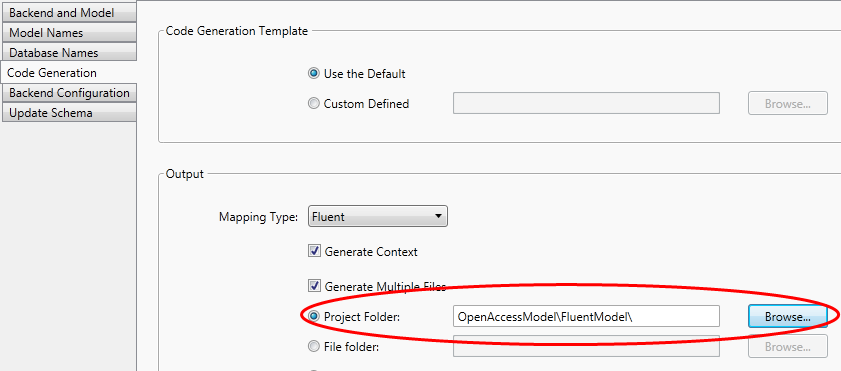 Backend and Model
Model Names
Database Names
Code Generation
Backend Configuration
Update Schema
Code Generation Template
Use the Default
Custom Defined
Browse...
Output
Mapping Type:
Fluent
Generate Context
Generate Multiple Files
Project Folder:
OpenAccessModel\FluentModel\
Browse...
File folder:
Browse...